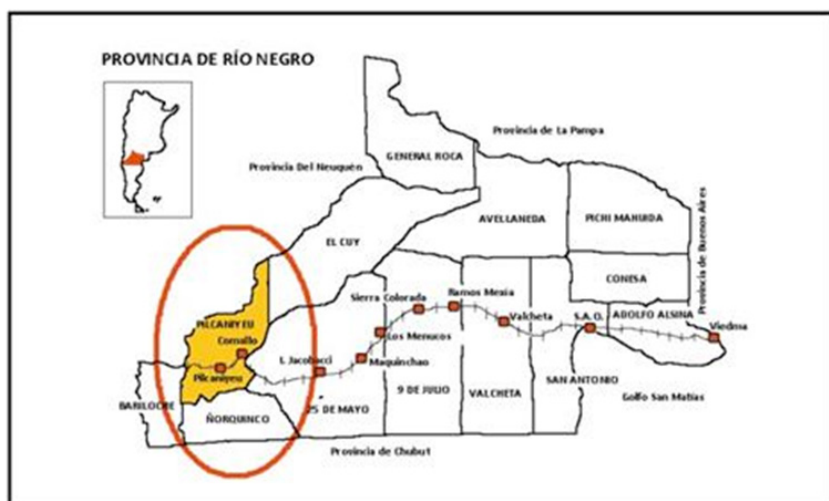 PROVINCIA DE RÍO NEGRO
Provincia de La Pampa
GENERAL ROCA
Provincia Del Neuquén
Provincia de Buenos Aires
AVELLANEDA
PICHI MAHUIDA
EL CUY
CONESA
Sierra Colorada
Ramos Mexia
Valcheta
S.A.O.
ADOLFO ALSINA
Viedma
PILCANIYEU
Comallo
Los Menucos
I. Jacobacci
Maquinchao
Pilcaniyeu
SAN ANTONIO
9 DE JULIO
VALCHETA
BARILOCHE
25 DE MAYO
Golfo San Matías
ÑORQUINCO
Provincia de Chubut